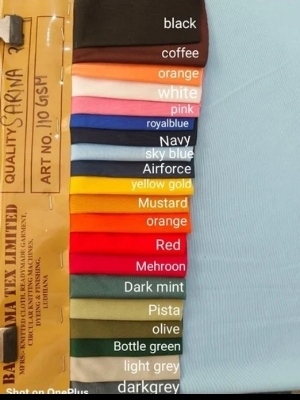 QUALITY SARINA
ART NO. 110 GSM
MA TEX LIMITED
MFRS. KNITTED CLOTH, READYMADE GARMENT,
CIRCULAR KNITTING MACHINES,
DYEING & FINISHING,
LUDHIANA
black
coffee
orange
white
pink
royalblue
Navy
sky blue
Airforce
yellow gold
Mustard
orange
Red
Mehroon
Dark mint
Pista
olive
Bottle green
light grey
darkgrey
Shot on OnePlus